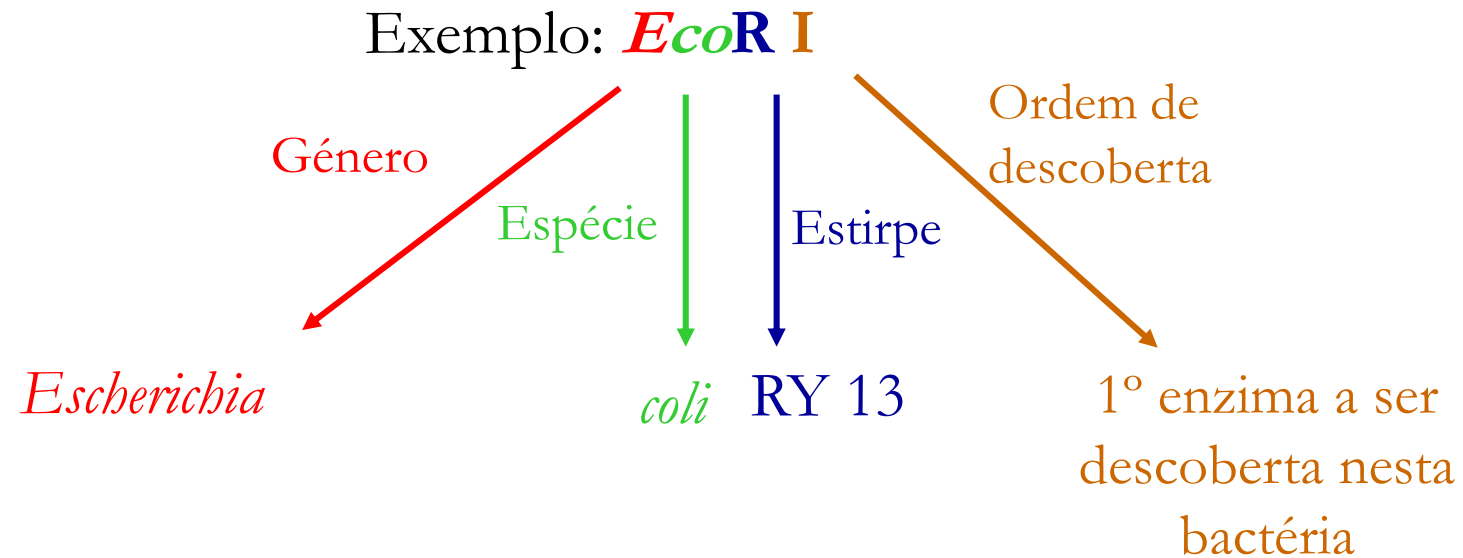 Exemplo: EcoR I
Ordem de
descoberta
Género
Espécie
Estirpe
Escherichia
coli
RY 13
1º enzima a ser
descoberta nesta
bactéria